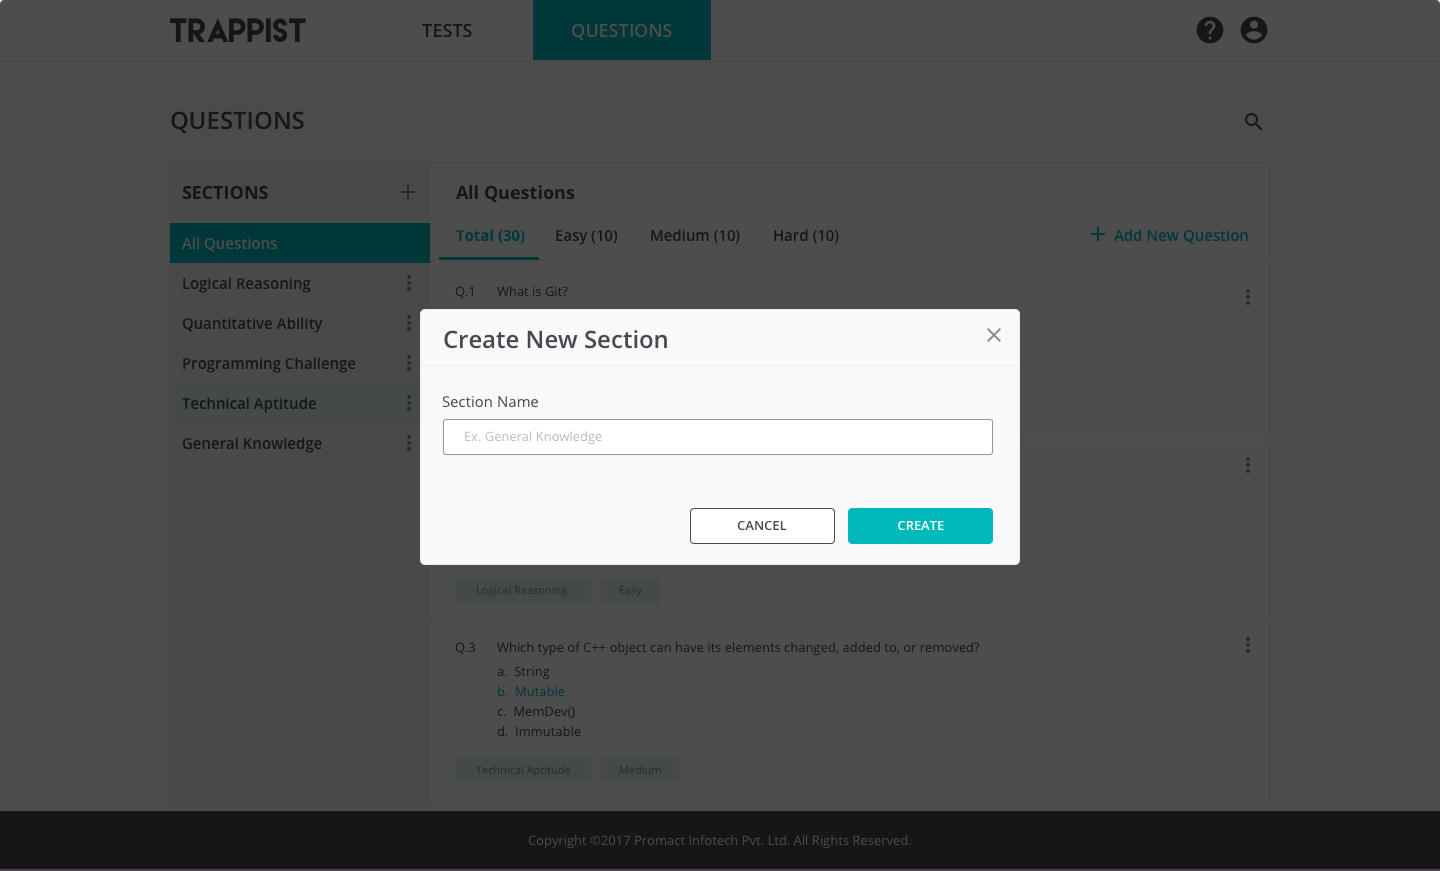 TRAPPIST
TESTS
QUESTIONS
QUESTIONS
SECTIONS
All Questions
Logical Reasoning
Quantitative Ability
Programming Challenge
Technical Aptitude
General Knowledge
All Questions
Total (30)
Easy (10)
Medium (10)
Hard (10)
Add New Question
Q.1 What is Git?
Create New Section
Section Name
Ex. General Knowledge
CANCEL
CREATE
Logical Reasoning
Easy
Q.3 Which type of C++ object can have its elements changed, added to, or removed?
a. String
b. Mutable
c. MemDev()
d. Immutable
Technical Aptitude
Medium
Copyright ©2017 Promact Infotech Pvt. Ltd. All Rights Reserved.